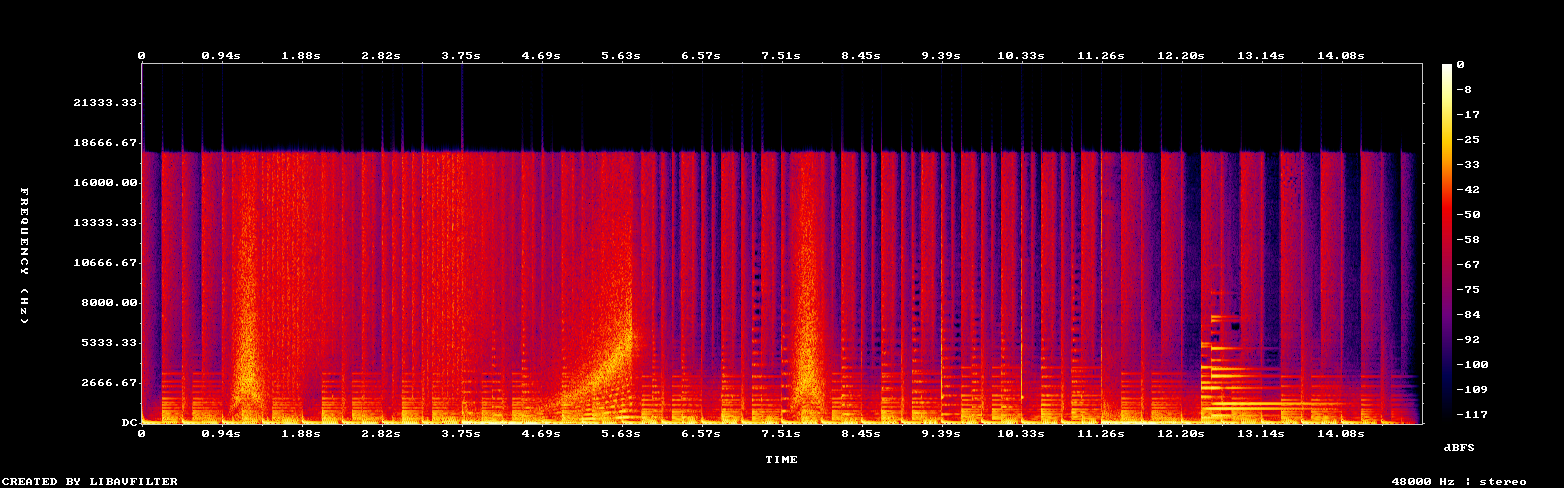 0 0.94s 1.88s 2.82s 3.75s 4.69s 5.63s 6.57s 7.51s 8.45s 9.39s 10.33s 11.26s 12.20s 13.14s 14.08s
21333.33
18666.67
16000.00
13333.33
10666.67
8000.00
5333.33
2666.67
DC
FREQUENCY (Hz)
0
-8
-17
-25
-33
-42
-50
-58
-67
-75
-84
-92
-100
-109
-117
dBFS
0 0.94s 1.88s 2.82s 3.75s 4.69s 5.63s 6.57s 7.51s 8.45s 9.39s 10.33s 11.26s 12.20s 13.14s 14.08s
TIME
CREATED BY LIBAVFILTER
48000 Hz | stereo